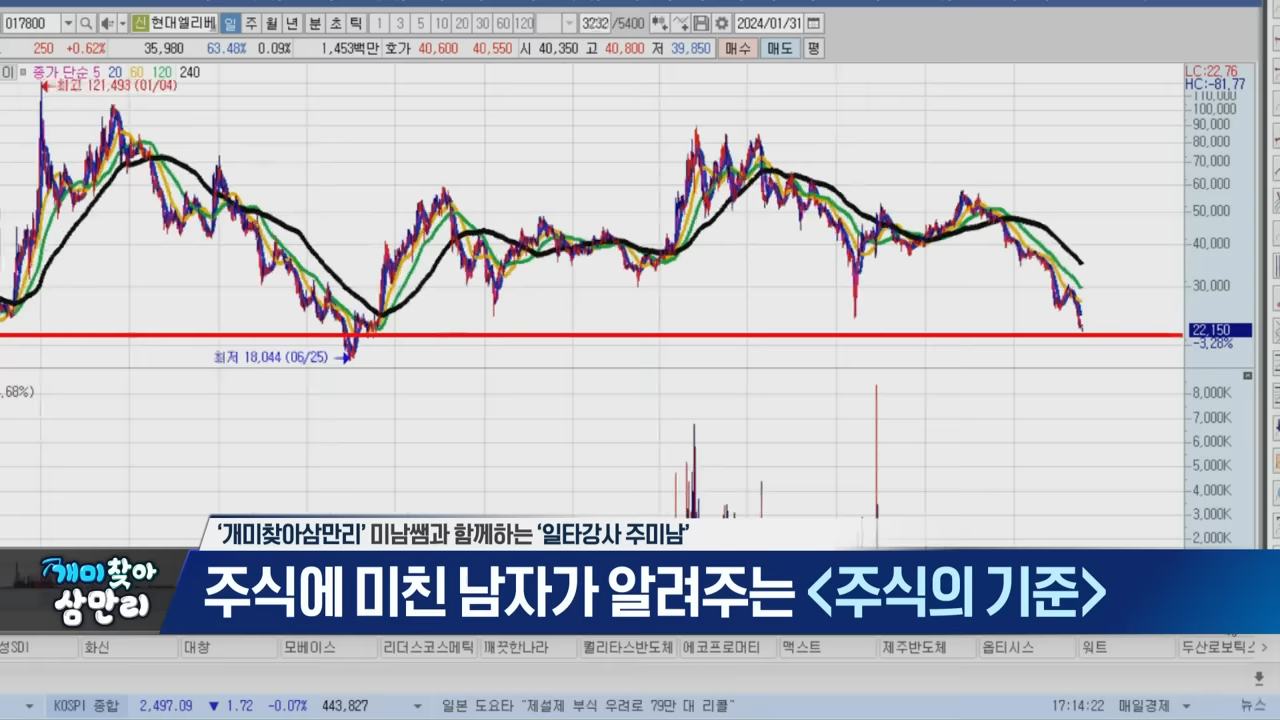 017800 신 현대엘리베 일 주 월 년 분 초 틱 1 3 5 10 20 30 60 120 3232 /5400 2024/01/31
250 +0.62% 35,980 63.48% 0.09% 1,453백만 호가 40,600 40,550 시 40,350 고 40,800 저 39,850 매수 매도 평
종가 단순 5 20 60 120 240
최고 121,493 (01/04)
LC:22.76
HC:-81.77
110,000
100,000
90,000
80,000
70,000
60,000
50,000
40,000
30,000
22,150
-3.28%
최저 18,044 (06/25)
.68%)
8,000K
7,000K
6,000K
5,000K
4,000K
3,000K
2,000K
'개미찾아삼만리' 미남쌤과 함께하는 '일타강사 주미남'
개미찾아
삼만리
주식에 미친 남자가 알려주는 <주식의 기준>
성SDI 화신 대창 모베이스 리더스코스메틱 깨끗한나라 퀄리타스반도체 에코프로머티 맥스트 제주반도체 옵티시스 워트 두산로보틱스
KOSPI 종합 2,497.09 ▼ 1.72 -0.07% 443,827 일본 도요타 "제설제 부식 우려로 79만 대 리콜" 17:14:22 매일경제 뉴스